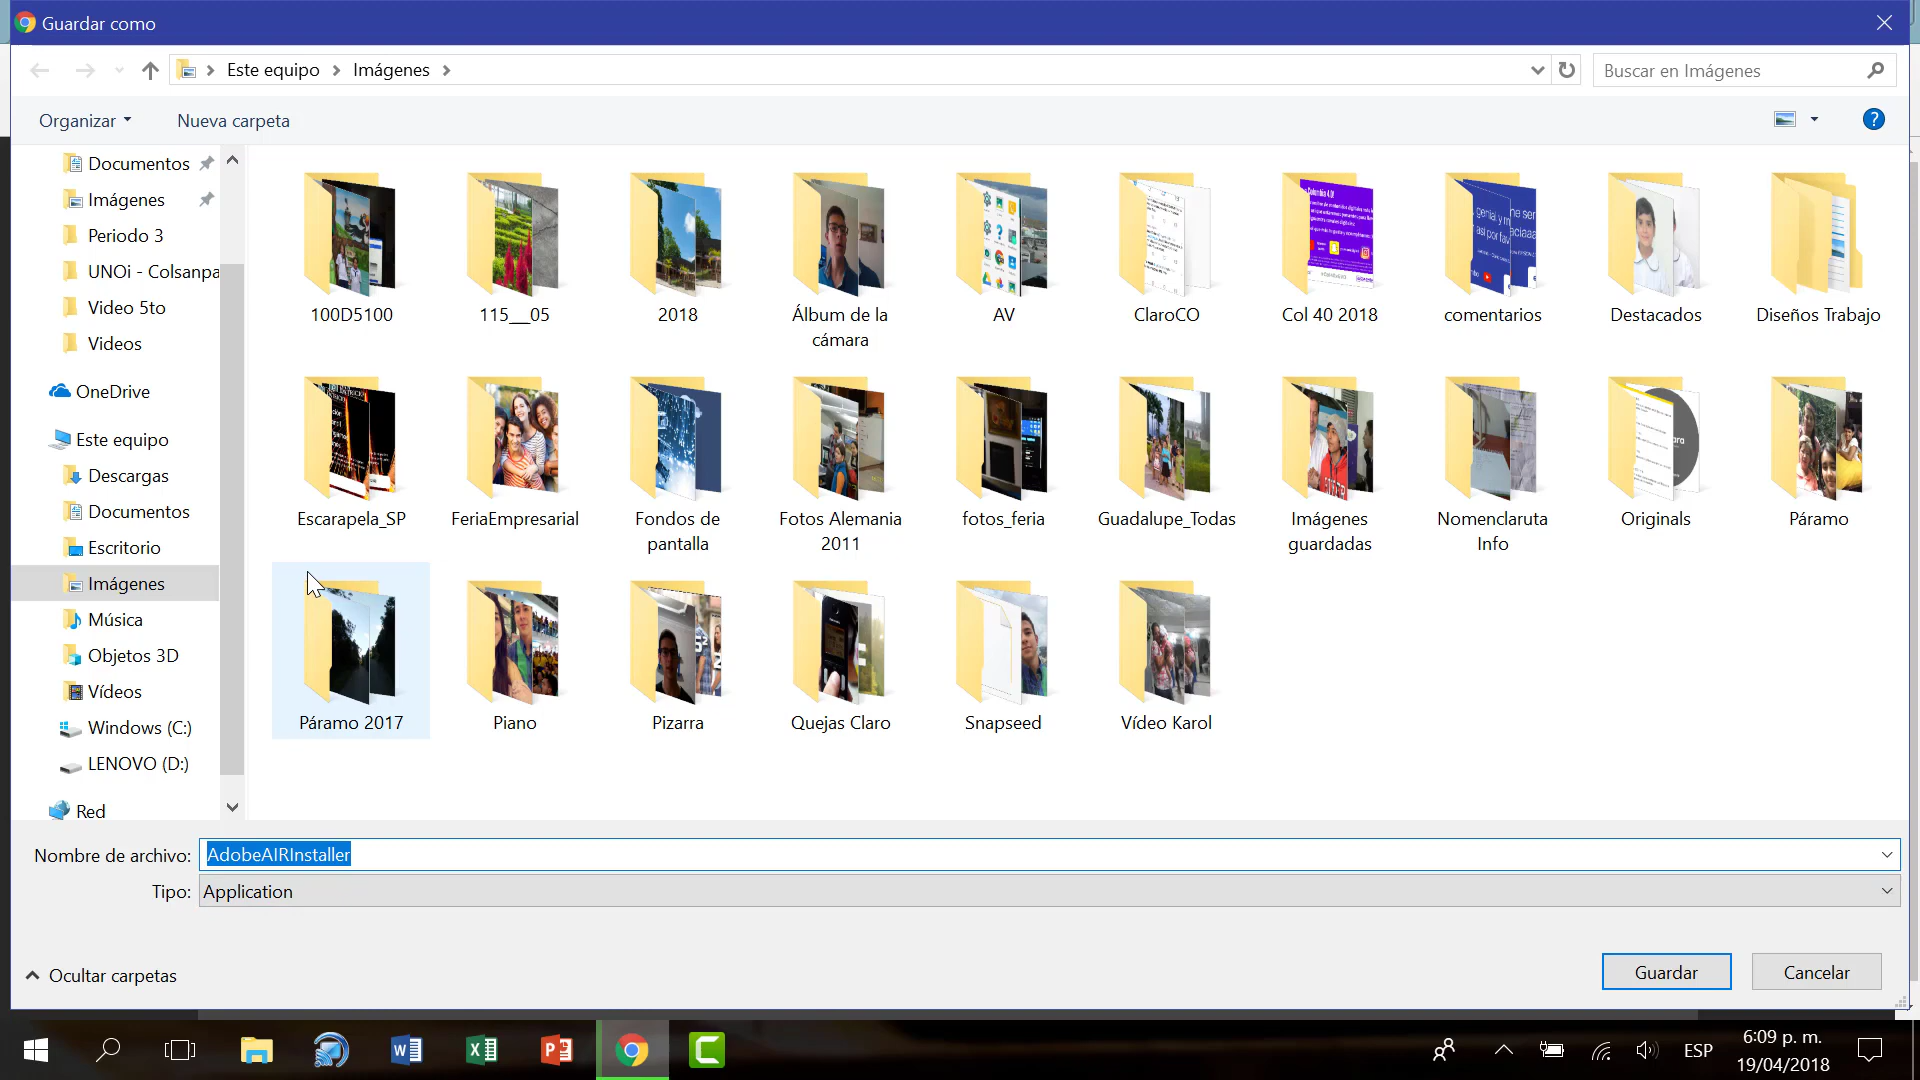 Guardar como
Este equipo
Imágenes
Buscar en Imágenes
Organizar
Nueva carpeta
?
Documentos
Imágenes
Periodo 3
UNOi - Colsanpa
Video 5to
Videos
OneDrive
Este equipo
Descargas
Documentos
Escritorio
Imágenes
Música
Objetos 3D
Vídeos
Windows (C:)
LENOVO (D:)
Red
100D5100
115__05
2018
Álbum de la
cámara
AV
ClaroCO
Col 40 2018
comentarios
Destacados
Diseños Trabajo
Escarapela_SP
FeriaEmpresarial
Fondos de
pantalla
Fotos Alemania
2011
fotos_feria
Guadalupe_Todas
Imágenes
guardadas
Nomenclaruta
Info
Originals
Páramo
Páramo 2017
Piano
Pizarra
Quejas Claro
Snapseed
Vídeo Karol
Nombre de archivo: AdobeAIRInstaller
Tipo: Application
Ocultar carpetas
Guardar
Cancelar
ESP
6:09 p. m.
19/04/2018